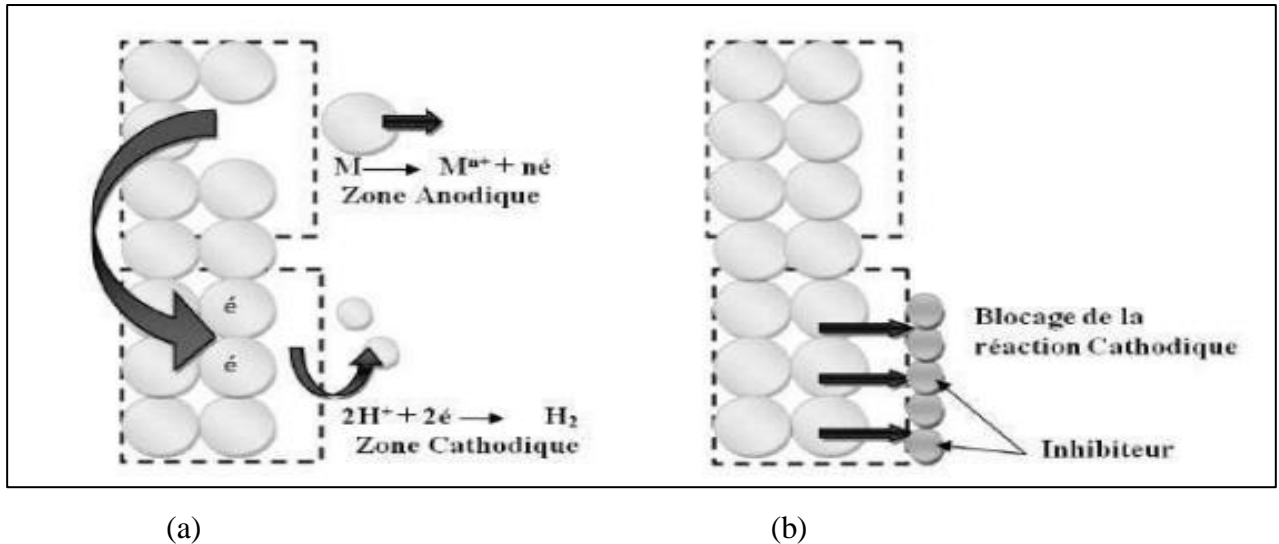 M → Mⁿ⁺ + né
Zone Anodique
é
é
2H⁺ + 2é → H₂
Zone Cathodique
Blocage de la
réaction Cathodique
Inhibiteur
(a) (b)